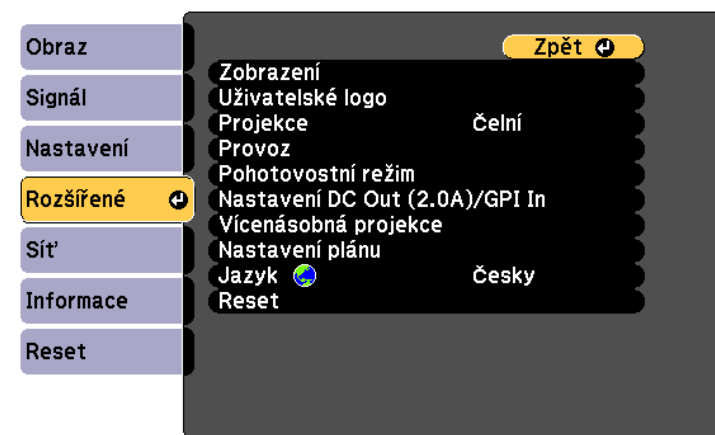 Obraz
Signál
Nastavení
Rozšířené
Síť
Informace
Reset
Zpět
Zobrazení
Uživatelské logo
Projekce Čelní
Provoz
Pohotovostní režim
Nastavení DC Out (2.0A)/GPI In
Vícenásobná projekce
Nastavení plánu
Jazyk Česky
Reset